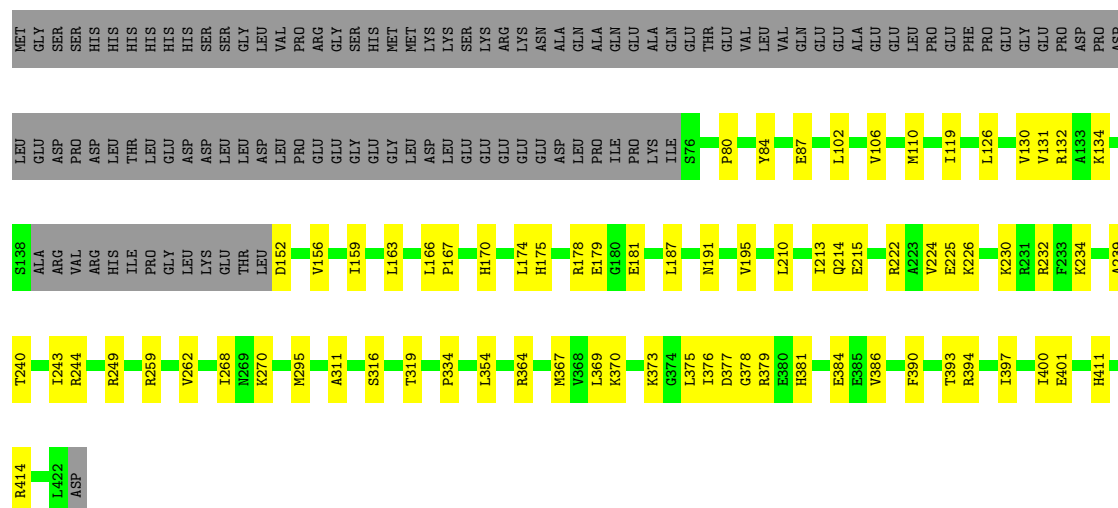 MET GLY SER SER HIS HIS HIS HIS HIS HIS SER SER GLY LEU VAL PRO ARG GLY SER HIS MET MET LYS LYS SER LYS ARG LYS ASN ALA GLN ALA GLN GLU ALA GLN GLU THR GLU VAL LEU VAL GLN GLU GLU ALA GLU GLU LEU PRO GLU PHE PRO GLU GLY GLU PRO ASP PRO ASP
LEU GLU ASP PRO ASP LEU THR LEU GLU ASP ASP LEU LEU ASP LEU PRO GLU GLU GLY GLU GLY LEU ASP LEU GLU GLU GLU GLU GLU ASP LEU PRO ILE PRO LYS ILE S76 P80 Y84 E87 L102 V106 M110 I119 L126 V130 V131 R132 A133 K134
S138 ALA ARG VAL ARG HIS ILE PRO GLY LEU LYS GLU THR LEU D152 V156 I159 L163 L166 P167 H170 L174 H175 R178 E179 G180 E181 L187 N191 V195 L210 I213 Q214 E215 R222 A223 V224 E225 K226 K230 R231 R232 F233 K234 A239
T240 I243 R244 R249 R259 V262 I268 N269 K270 M295 A311 S316 T319 P334 L354 R364 M367 V368 L369 K370 K373 G374 L375 I376 D377 G378 R379 E380 H381 E384 E385 V386 F390 T393 R394 I397 I400 E401 H411
R414 L422 ASP